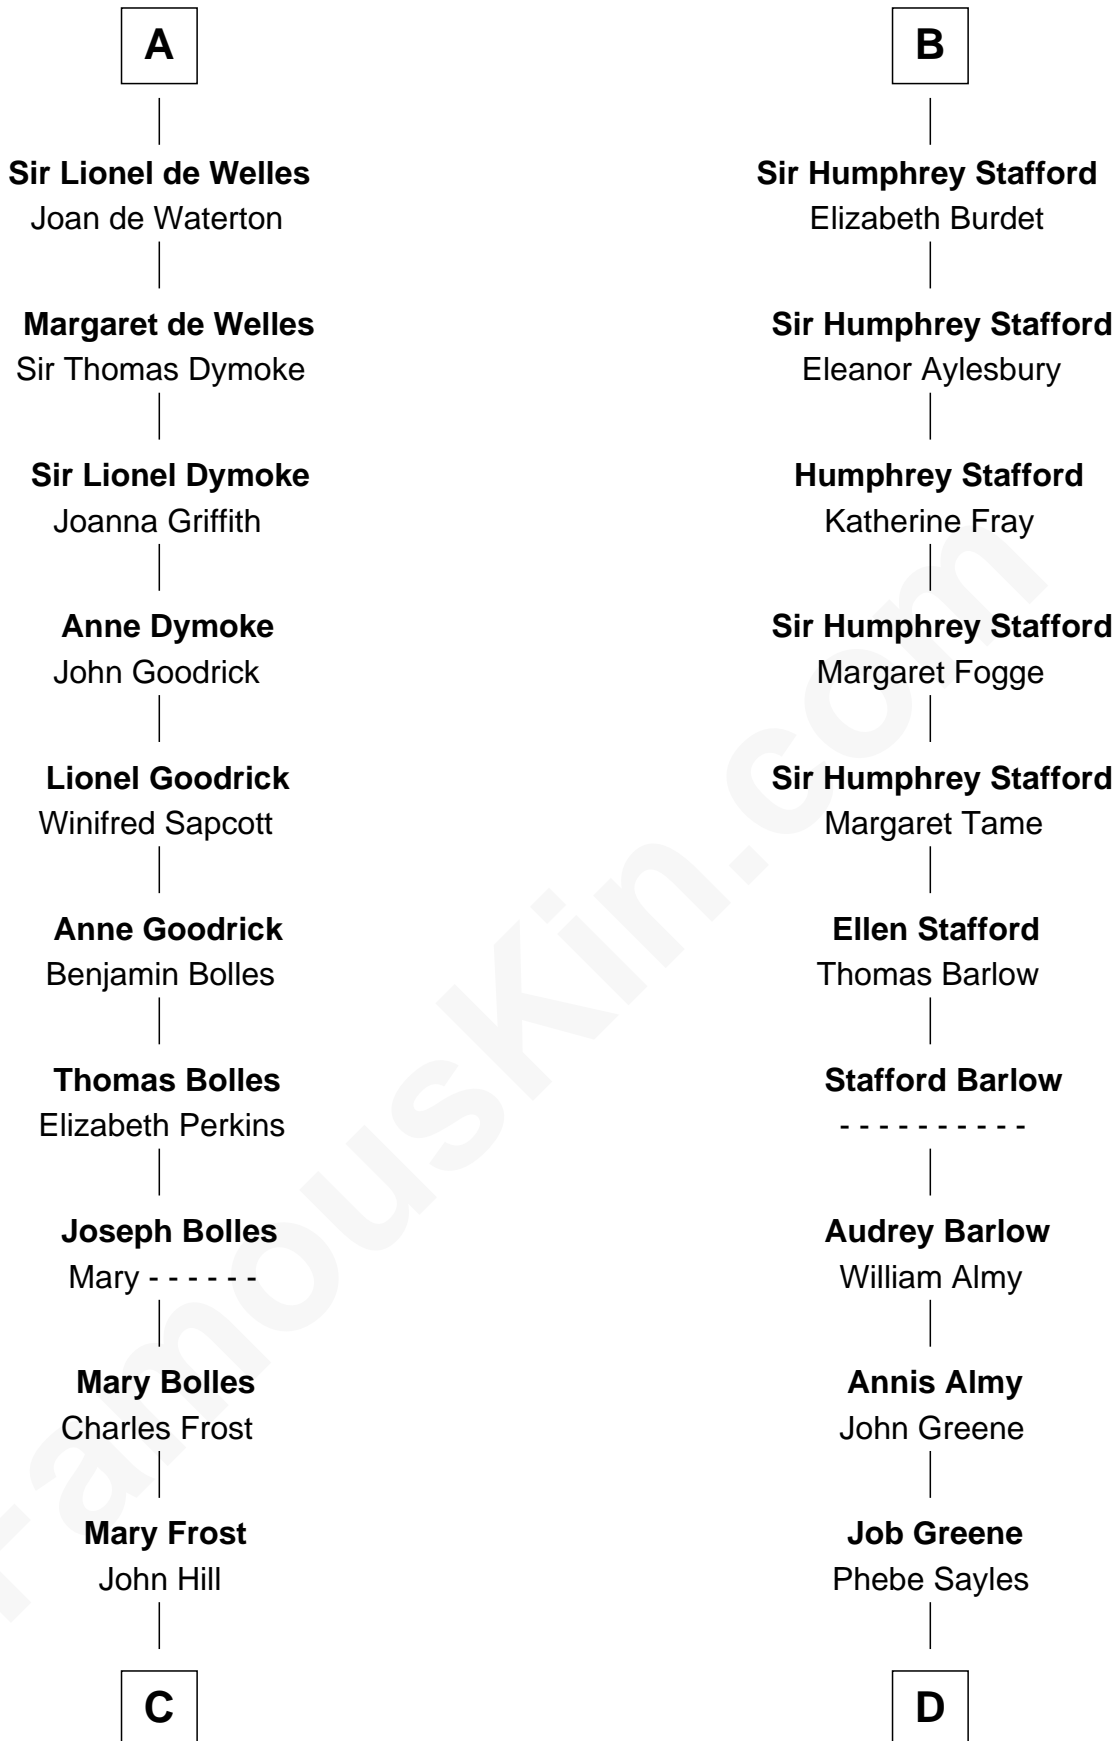 A
Sir Lionel de Welles
Joan de Waterton
Margaret de Welles
Sir Thomas Dymoke
Sir Lionel Dymoke
Joanna Griffith
Anne Dymoke
John Goodrick
Lionel Goodrick
Winifred Sapcott
Anne Goodrick
Benjamin Bolles
Thomas Bolles
Elizabeth Perkins
Joseph Bolles
Mary - - - - - -
Mary Bolles
Charles Frost
Mary Frost
John Hill
C
B
Sir Humphrey Stafford
Elizabeth Burdet
Sir Humphrey Stafford
Eleanor Aylesbury
Humphrey Stafford
Katherine Fray
Sir Humphrey Stafford
Margaret Fogge
Sir Humphrey Stafford
Margaret Tame
Ellen Stafford
Thomas Barlow
Stafford Barlow
- - - - - - - - - -
Audrey Barlow
William Almy
Annis Almy
John Greene
Job Greene
Phebe Sayles
D
FamousKin.com